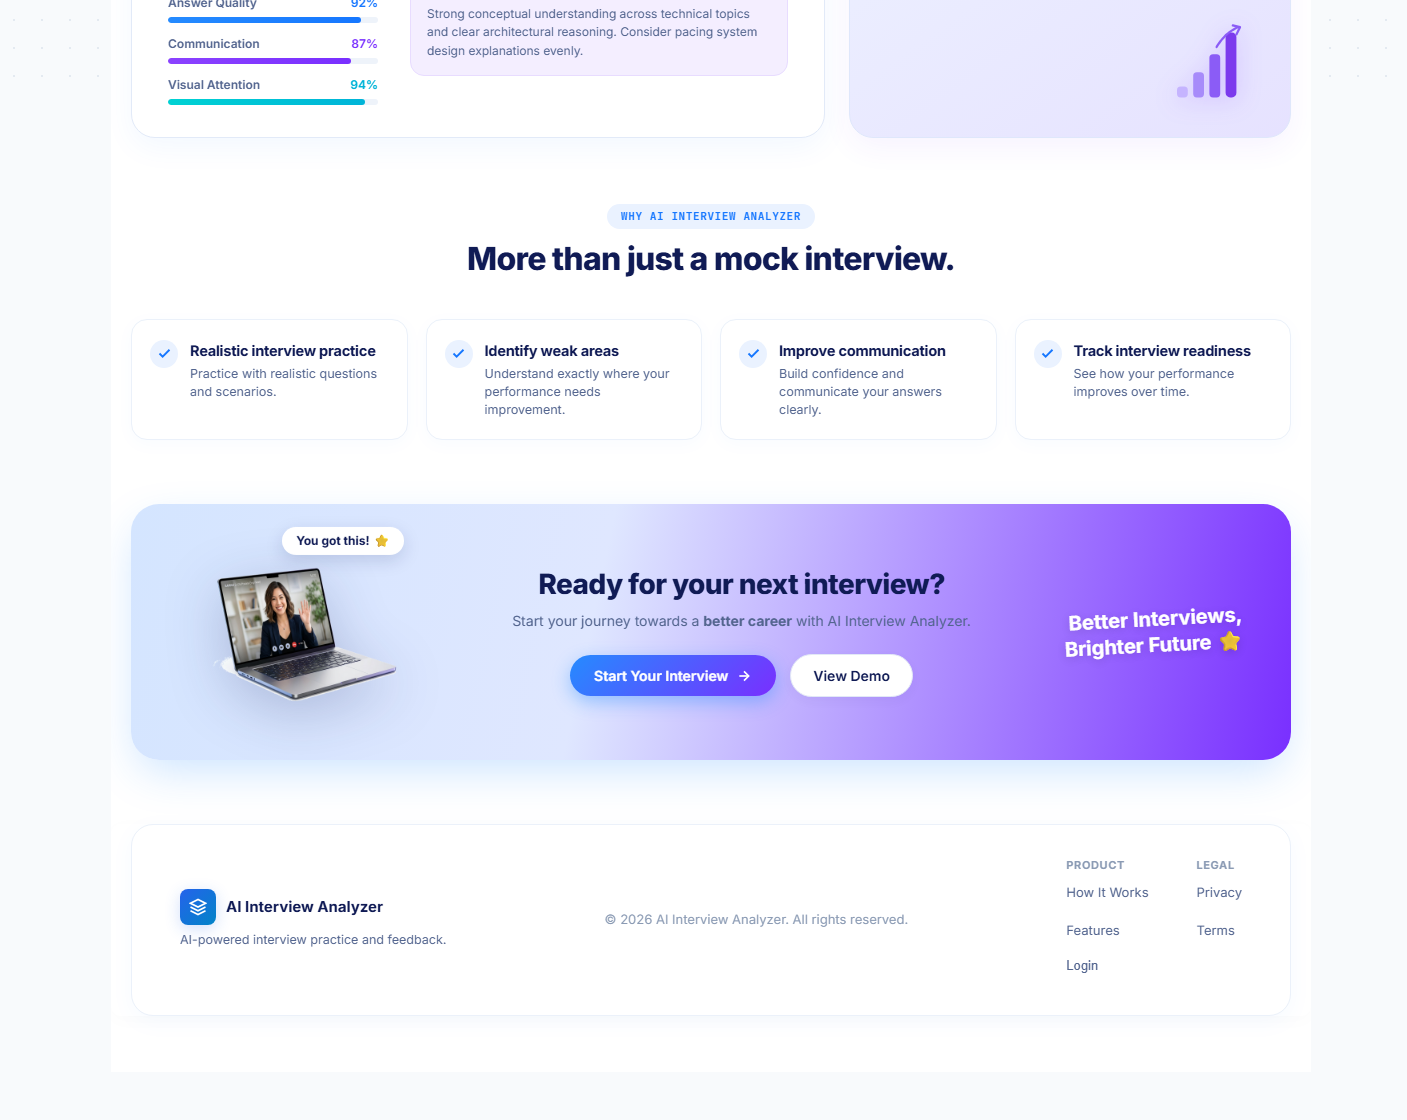 Answer Quality 92%
Communication 87%
Visual Attention 94%
Strong conceptual understanding across technical topics
and clear architectural reasoning. Consider pacing system
design explanations evenly.
WHY AI INTERVIEW ANALYZER
More than just a mock interview.
Realistic interview practice
Practice with realistic questions
and scenarios.
Identify weak areas
Understand exactly where your
performance needs
improvement.
Improve communication
Build confidence and
communicate your answers
clearly.
Track interview readiness
See how your performance
improves over time.
You got this!
Ready for your next interview?
Start your journey towards a better career with AI Interview Analyzer.
Start Your Interview →
View Demo
Better Interviews,
Brighter Future
AI Interview Analyzer
AI-powered interview practice and feedback.
© 2026 AI Interview Analyzer. All rights reserved.
PRODUCT
How It Works
Features
Login
LEGAL
Privacy
Terms